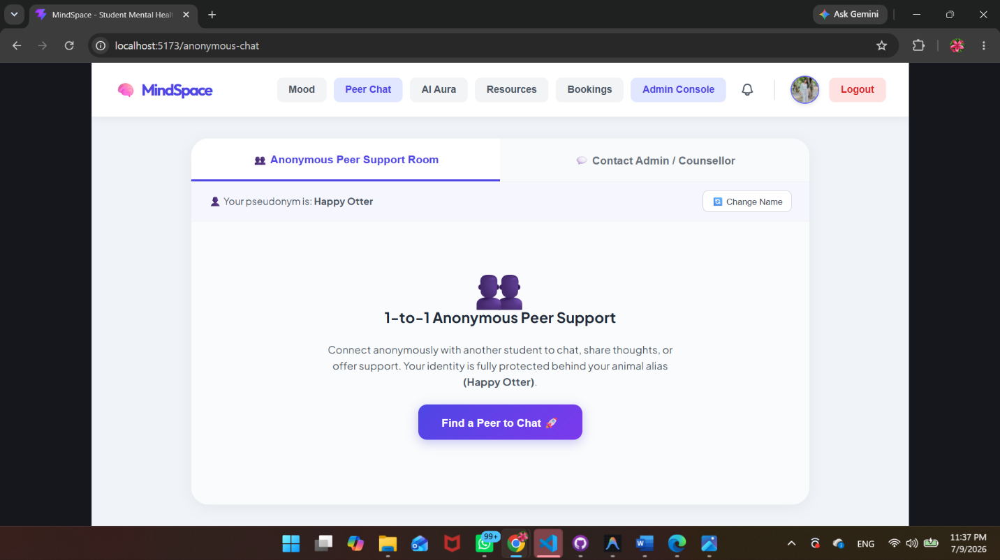 MindSpace - Student Mental Heal
Ask Gemini
localhost:5173/anonymous-chat
MindSpace
Mood
Peer Chat
AI Aura
Resources
Bookings
Admin Console
Logout
Anonymous Peer Support Room
Contact Admin / Counsellor
Your pseudonym is: Happy Otter
Change Name
1-to-1 Anonymous Peer Support
Connect anonymously with another student to chat, share thoughts, or
offer support. Your identity is fully protected behind your animal alias
(Happy Otter).
Find a Peer to Chat
99+
ENG
11:37 PM
7/9/2026